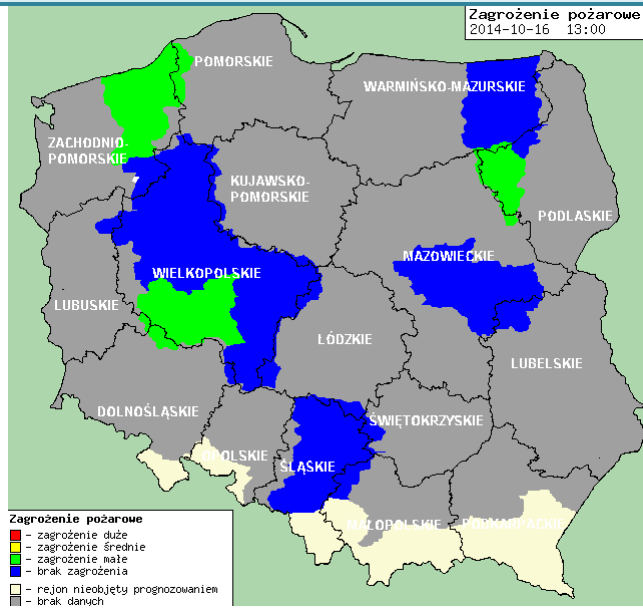 Zagrożenie pożarowe
2014-10-16 13:00
POMORSKIE
WARMIŃSKO-MAZURSKIE
ZACHODNIO-
POMORSKIE
KUJAWSKO-
POMORSKIE
PODLASKIE
MAZOWIECKIE
WIELKOPOLSKIE
LUBUSKIE
ŁÓDZKIE
LUBELSKIE
DOLNOŚLĄSKIE
ŚWIĘTOKRZYSKIE
OPOLSKIE
ŚLĄSKIE
MAŁOPOLSKIE
PODKARPACKIE
Zagrożenie pożarowe
- zagrożenie duże
- zagrożenie średnie
- zagrożenie małe
- brak zagrożenia
- rejon nieobjęty prognozowaniem
- brak danych